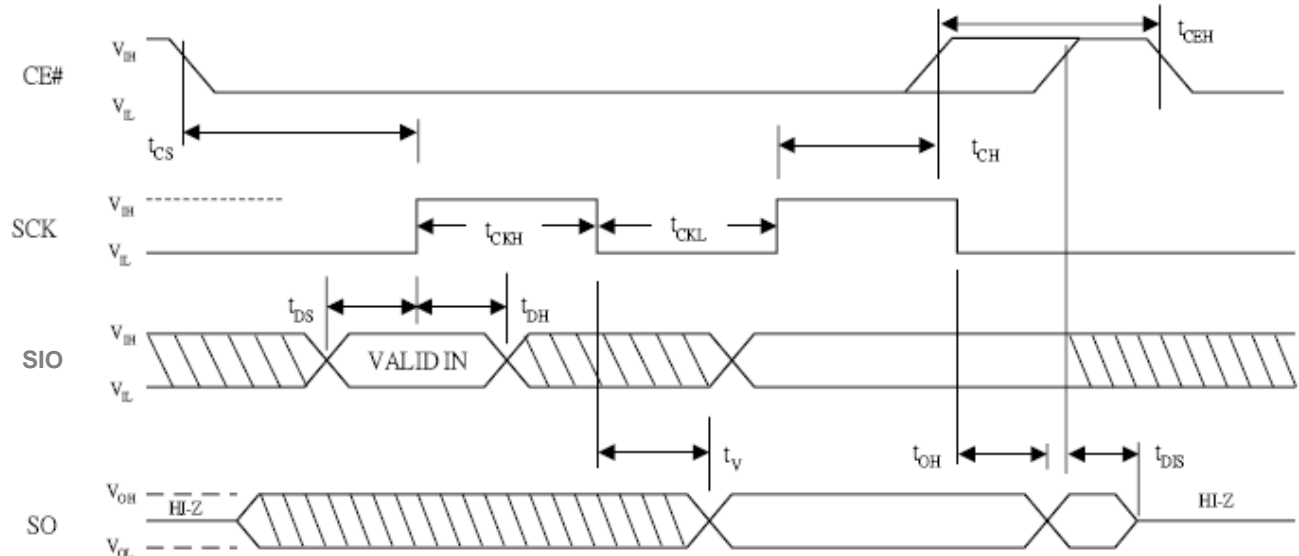 V_IH
t_CEH
CE#
V_IL
t_CS
t_CH
V_IH
SCK
t_CKH
t_CKL
V_IL
t_DS
t_DH
V_IH
SIO
VALID IN
V_IL
t_V
t_OH
t_DIS
V_OH
HI-Z
HI-Z
SO
V_OL